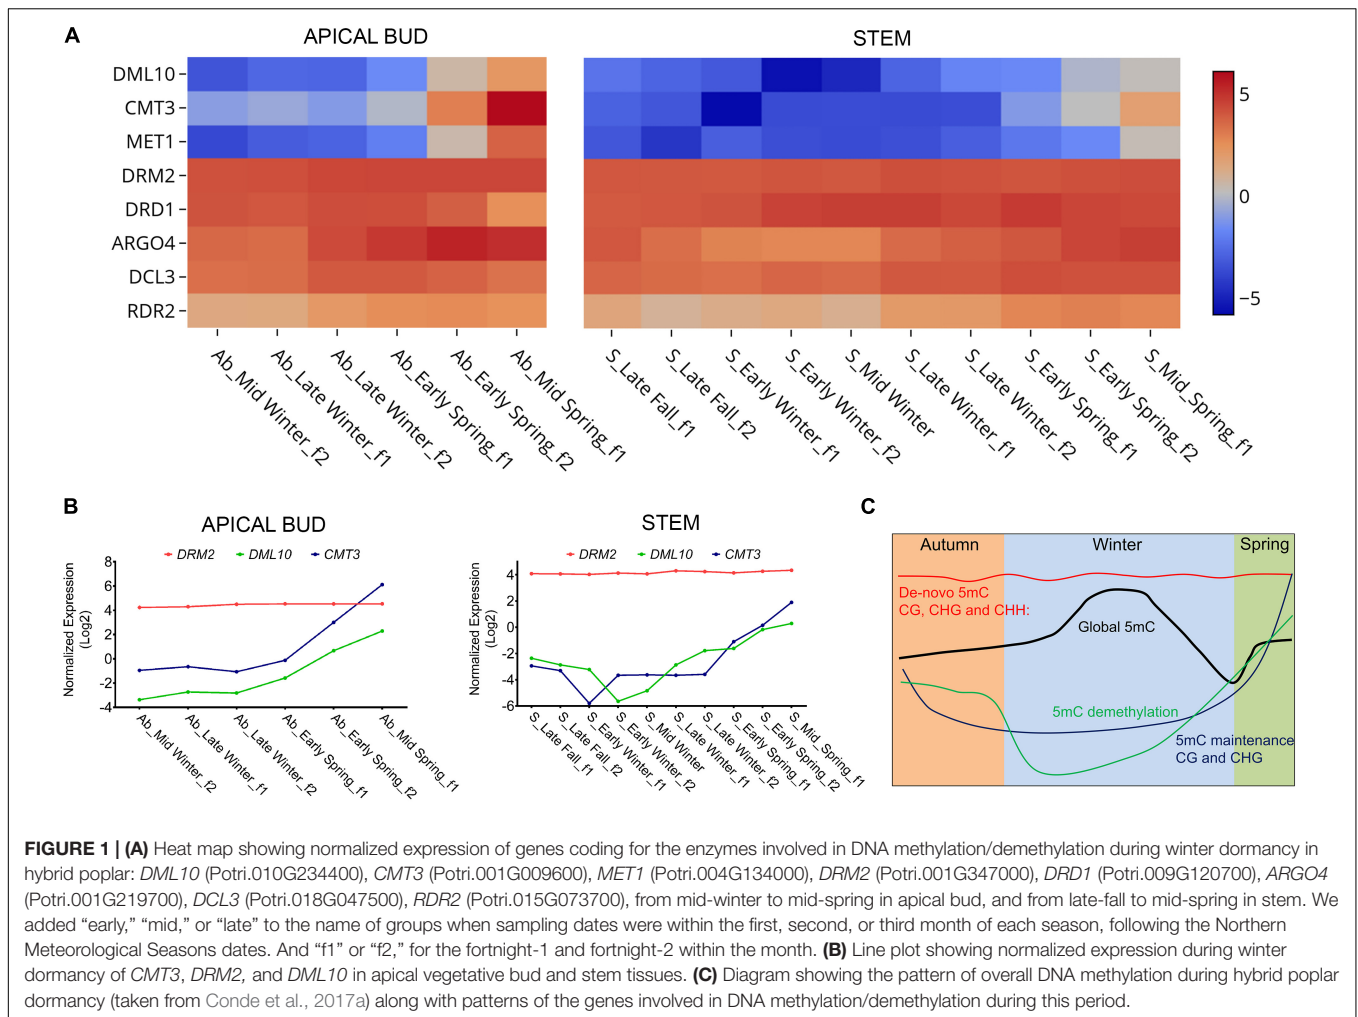 A
APICAL BUD
STEM
DML10
CMT3
MET1
DRM2
DRD1
ARGO4
DCL3
RDR2
5
0
−5
Ab_Mid Winter_f2
Ab_Late Winter_f1
Ab_Late Winter_f2
Ab_Early Spring_f1
Ab_Early Spring_f2
Ab_Mid Spring_f1
S_Late Fall_f1
S_Late Fall_f2
S_Early Winter_f1
S_Early Winter_f2
S_Mid Winter
S_Late Winter_f1
S_Late Winter_f2
S_Early Spring_f1
S_Early Spring_f2
S_Mid_Spring_f1
B
APICAL BUD
DRM2 DML10 CMT3
Normalized Expression
(Log2)
8
6
4
2
0
-2
-4
Ab_Mid Winter_f2
Ab_Late Winter_f1
Ab_Late Winter_f2
Ab_Early Spring_f1
Ab_Early Spring_f2
Ab_Mid Spring_f1
STEM
DRM2 DML10 CMT3
Normalized Expression
(Log2)
4
2
0
-2
-4
-6
S_Late Fall_f1
S_Late Fall_f2
S_Early Winter_f1
S_Early Winter_f2
S_Mid Winter
S_Late Winter_f1
S_Late Winter_f2
S_Early Spring_f1
S_Early Spring_f2
S_Mid_Spring_f1
C
Autumn Winter Spring
De-novo 5mC
CG, CHG and CHH:
Global 5mC
5mC demethylation
5mC maintenance
CG and CHG
FIGURE 1 | (A) Heat map showing normalized expression of genes coding for the enzymes involved in DNA methylation/demethylation during winter dormancy in
hybrid poplar: DML10 (Potri.010G234400), CMT3 (Potri.001G009600), MET1 (Potri.004G134000), DRM2 (Potri.001G347000), DRD1 (Potri.009G120700), ARGO4
(Potri.001G219700), DCL3 (Potri.018G047500), RDR2 (Potri.015G073700), from mid-winter to mid-spring in apical bud, and from late-fall to mid-spring in stem. We
added “early,” “mid,” or “late” to the name of groups when sampling dates were within the first, second, or third month of each season, following the Northern
Meteorological Seasons dates. And “f1” or “f2,” for the fortnight-1 and fortnight-2 within the month. (B) Line plot showing normalized expression during winter
dormancy of CMT3, DRM2, and DML10 in apical vegetative bud and stem tissues. (C) Diagram showing the pattern of overall DNA methylation during hybrid poplar
dormancy (taken from Conde et al., 2017a) along with patterns of the genes involved in DNA methylation/demethylation during this period.